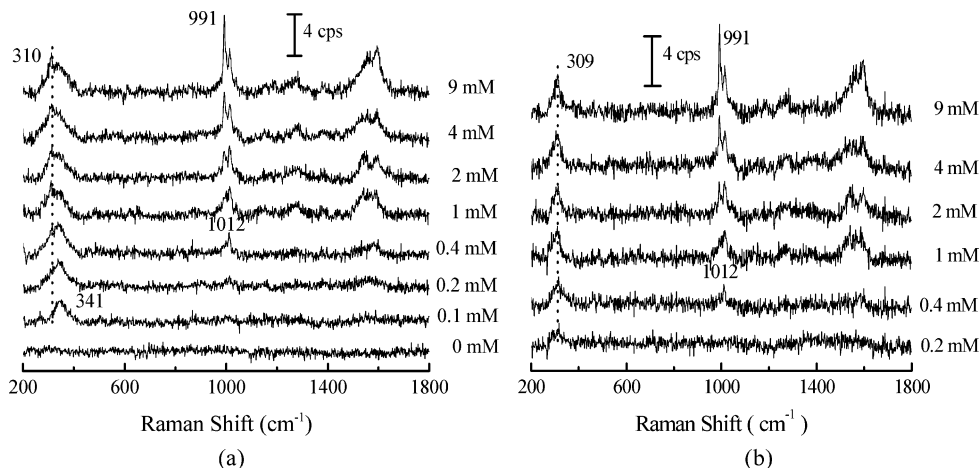 991
4 cps
310
9 mM
4 mM
2 mM
1 mM
1012
0.4 mM
0.2 mM
341
0.1 mM
0 mM
200 600 1000 1400 1800
Raman Shift (cm-1)
(a)
4 cps
991
309
9 mM
4 mM
2 mM
1 mM
1012
0.4 mM
0.2 mM
200 600 1000 1400 1800
Raman Shift ( cm-1)
(b)